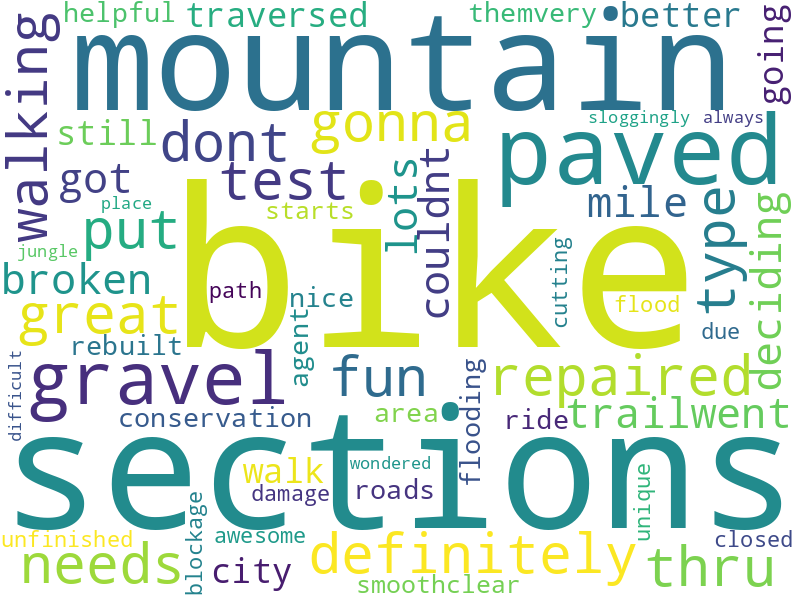 helpful traversed themvery better
mountain
walking
going
still dont gonna sloggingly always
paved
got test lots couldnt mile type deciding
place starts
put
jungle
bike
broken path nice cutting flood
great due
rebuilt agent
difficult gravel fun flooding repaired
conservation area ride trailwent
sections
walk wondered
damage roads unique
unfinished blockage awesome closed
needs city definitely thru
smoothclear